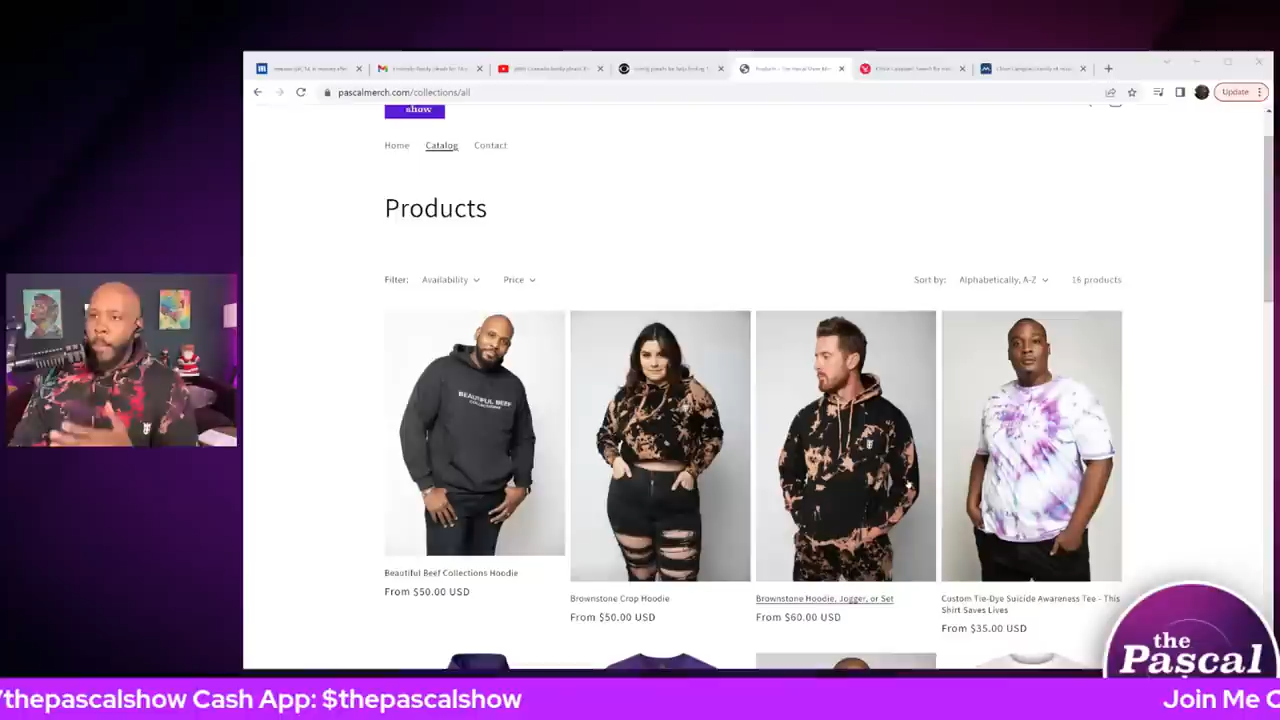 pascalmerch.com/collections/all
Update
show
Home Catalog Contact
Products
Filter: Availability Price
Sort by: Alphabetically, A-Z 16 products
BEAUTIFUL BEEF
COLLECTIONS
Beautiful Beef Collections Hoodie
From $50.00 USD
Brownstone Crop Hoodie
From $50.00 USD
Brownstone Hoodie, Jogger, or Set
From $60.00 USD
Custom Tie-Dye Suicide Awareness Tee - This
Shirt Saves Lives
From $35.00 USD
the
Pascal
/thepascalshow Cash App: $thepascalshow
Join Me O